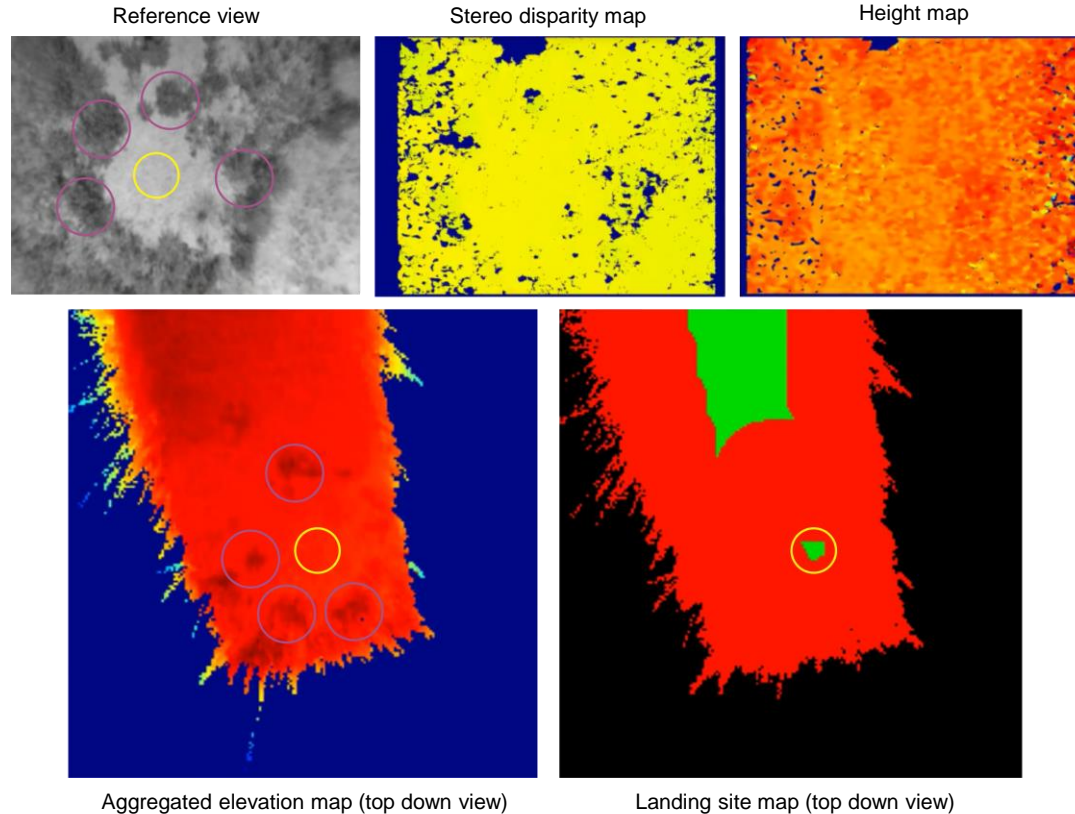 Reference view
Stereo disparity map
Height map
Aggregated elevation map (top down view)
Landing site map (top down view)